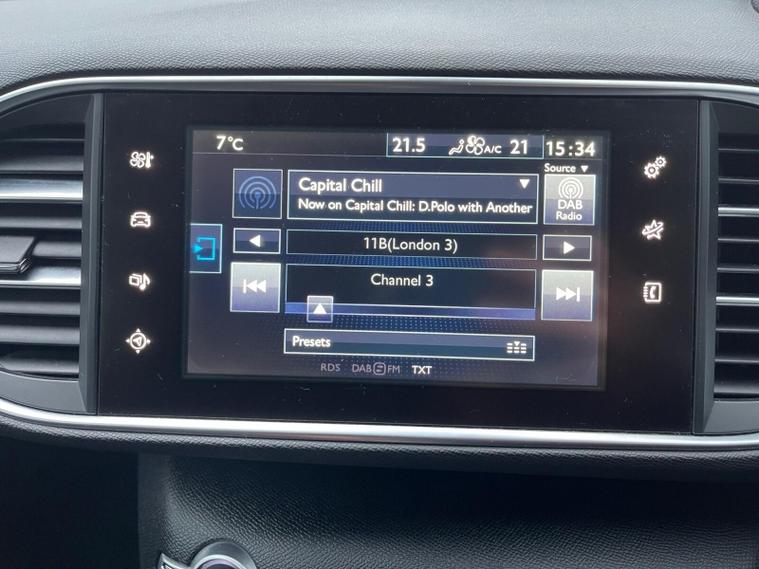 7°C
21.5 A/C 21 15:34
Source ▼
Capital Chill
Now on Capital Chill: D.Polo with Another
DAB
Radio
11B(London 3)
Channel 3
Presets
RDS DAB FM TXT